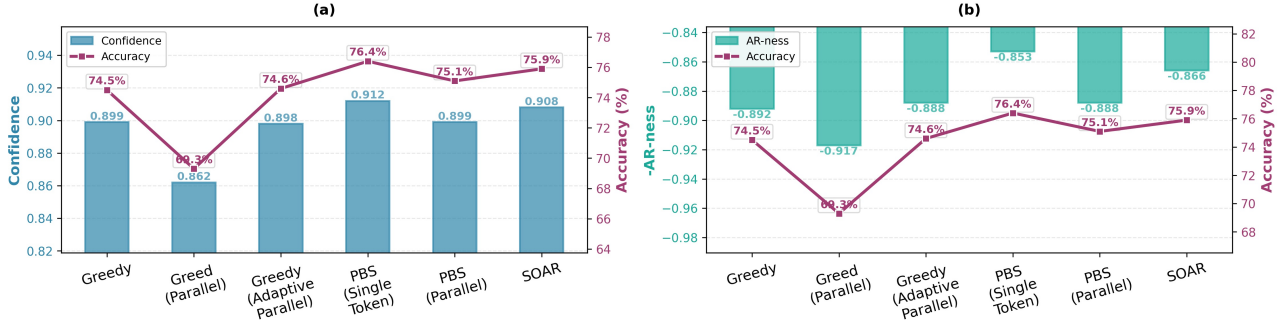 (a)
Confidence
Accuracy
Confidence
0.94
0.92
0.90
0.88
0.86
0.84
0.82
74.5%
69.3%
74.6%
76.4%
75.1%
75.9%
0.899
0.862
0.898
0.912
0.899
0.908
78
76
74
72
70
68
66
64
Accuracy (%)
Greedy
Greed
(Parallel)
Greedy
(Adaptive
Parallel)
PBS
(Single
Token)
PBS
(Parallel)
SOAR
(b)
AR-ness
Accuracy
-AR-ness
−0.84
−0.86
−0.88
−0.90
−0.92
−0.94
−0.96
−0.98
-0.892
-0.917
-0.888
-0.853
-0.888
-0.866
74.5%
69.3%
74.6%
76.4%
75.1%
75.9%
82
80
78
76
74
72
70
68
Accuracy (%)
Greedy
Greed
(Parallel)
Greedy
(Adaptive
Parallel)
PBS
(Single
Token)
PBS
(Parallel)
SOAR